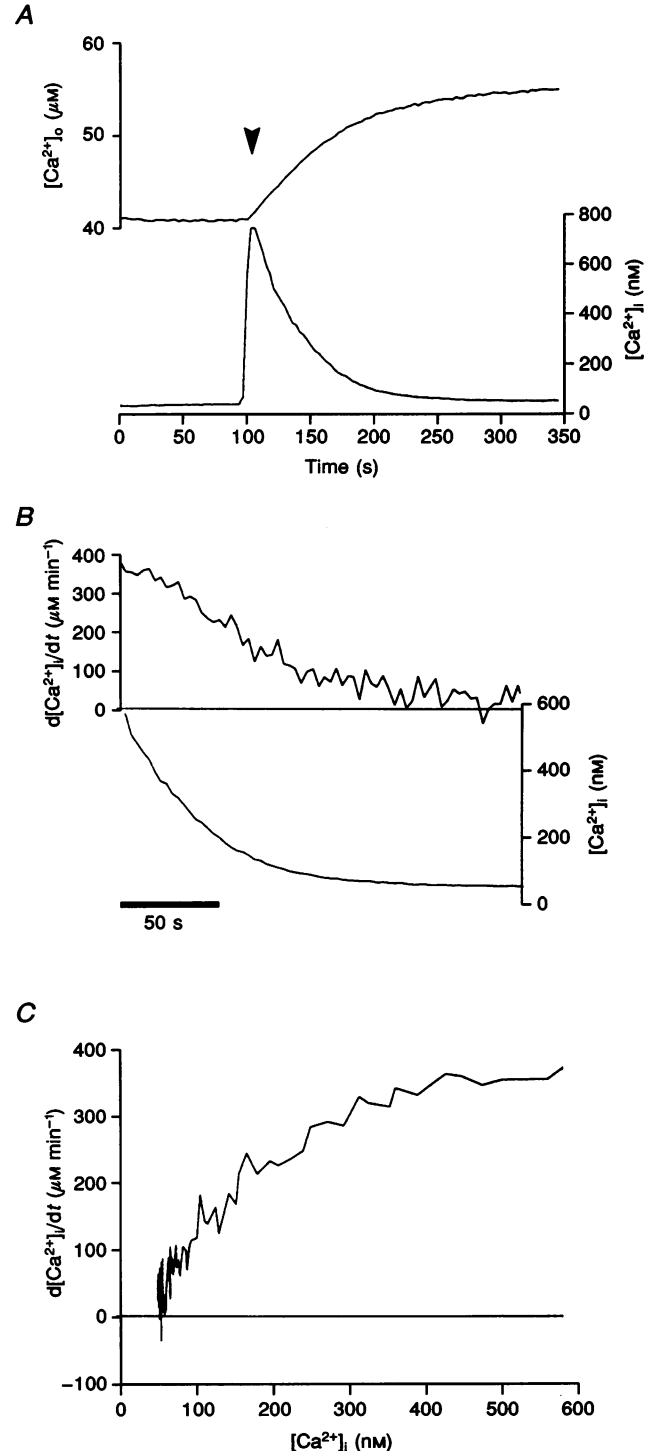 A
60
50
40
[Ca²⁺]ₒ (μM)
800
600
400
200
0
[Ca²⁺]ᵢ (nM)
0 50 100 150 200 250 300 350
Time (s)
B
400
300
200
100
0
d[Ca²⁺]ᵢ/dt (μM min⁻¹)
600
400
200
0
[Ca²⁺]ᵢ (nM)
50 s
C
400
300
200
100
0
−100
d[Ca²⁺]ᵢ/dt (μM min⁻¹)
0 100 200 300 400 500 600
[Ca²⁺]ᵢ (nM)